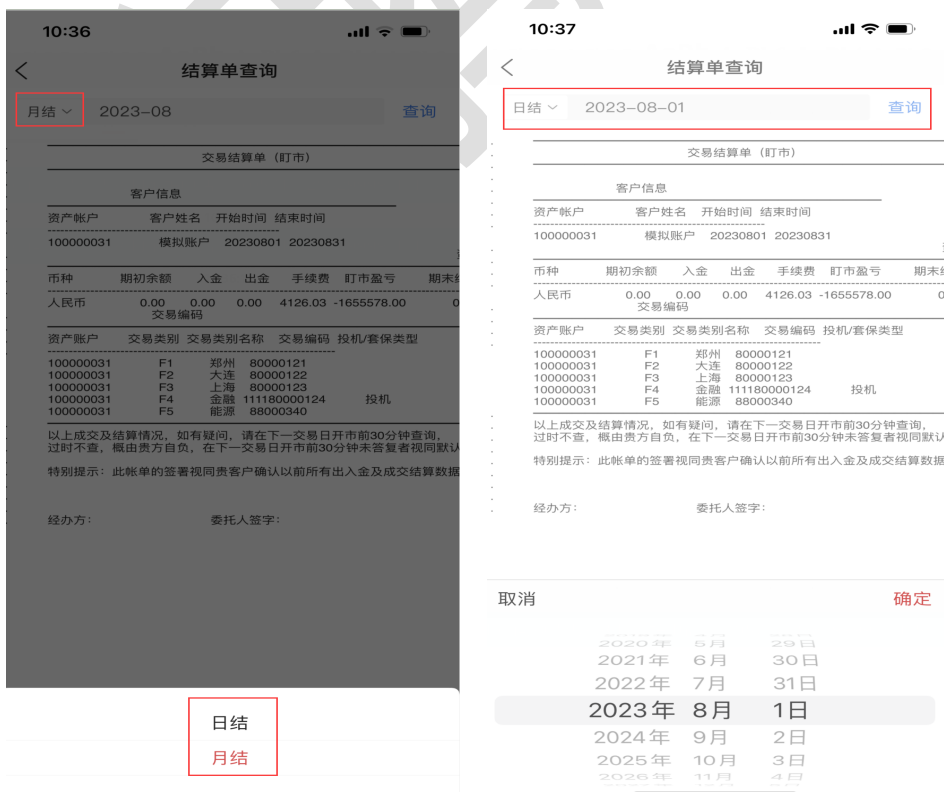 10:36
结算单查询
月结 2023-08 查询
交易结算单（盯市）
客户信息
资产帐户 客户姓名 开始时间 结束时间
100000031 模拟账户 20230801 20230831
币种 期初余额 入金 出金 手续费 盯市盈亏 期末结
人民币 0.00 0.00 0.00 4126.03 -1655578.00 0
交易编码
资产账户 交易类别 交易类别名称 交易编码 投机/套保类型
100000031 F1 郑州 80000121
100000031 F2 大连 80000122
100000031 F3 上海 80000123
100000031 F4 金融 111180000124 投机
100000031 F5 能源 88000340
以上成交及结算情况，如有疑问，请在下一交易日开市前30分钟查询，
过时不查，概由贵方自负，在下一交易日开市前30分钟未答复者视同默认
特别提示：此帐单的签署视同贵客户确认以前所有出入金及成交结算数据
经办方： 委托人签字：
日结
月结
10:37
结算单查询
日结 2023-08-01 查询
交易结算单（盯市）
客户信息
资产帐户 客户姓名 开始时间 结束时间
100000031 模拟账户 20230801 20230831
币种 期初余额 入金 出金 手续费 盯市盈亏 期末结
人民币 0.00 0.00 0.00 4126.03 -1655578.00 0
交易编码
资产账户 交易类别 交易类别名称 交易编码 投机/套保类型
100000031 F1 郑州 80000121
100000031 F2 大连 80000122
100000031 F3 上海 80000123
100000031 F4 金融 111180000124 投机
100000031 F5 能源 88000340
以上成交及结算情况，如有疑问，请在下一交易日开市前30分钟查询，
过时不查，概由贵方自负，在下一交易日开市前30分钟未答复者视同默认
特别提示：此帐单的签署视同贵客户确认以前所有出入金及成交结算数据
经办方： 委托人签字：
取消 确定
2020年 5月 29日
2021年 6月 30日
2022年 7月 31日
2023年 8月 1日
2024年 9月 2日
2025年 10月 3日
2026年 11月 4日